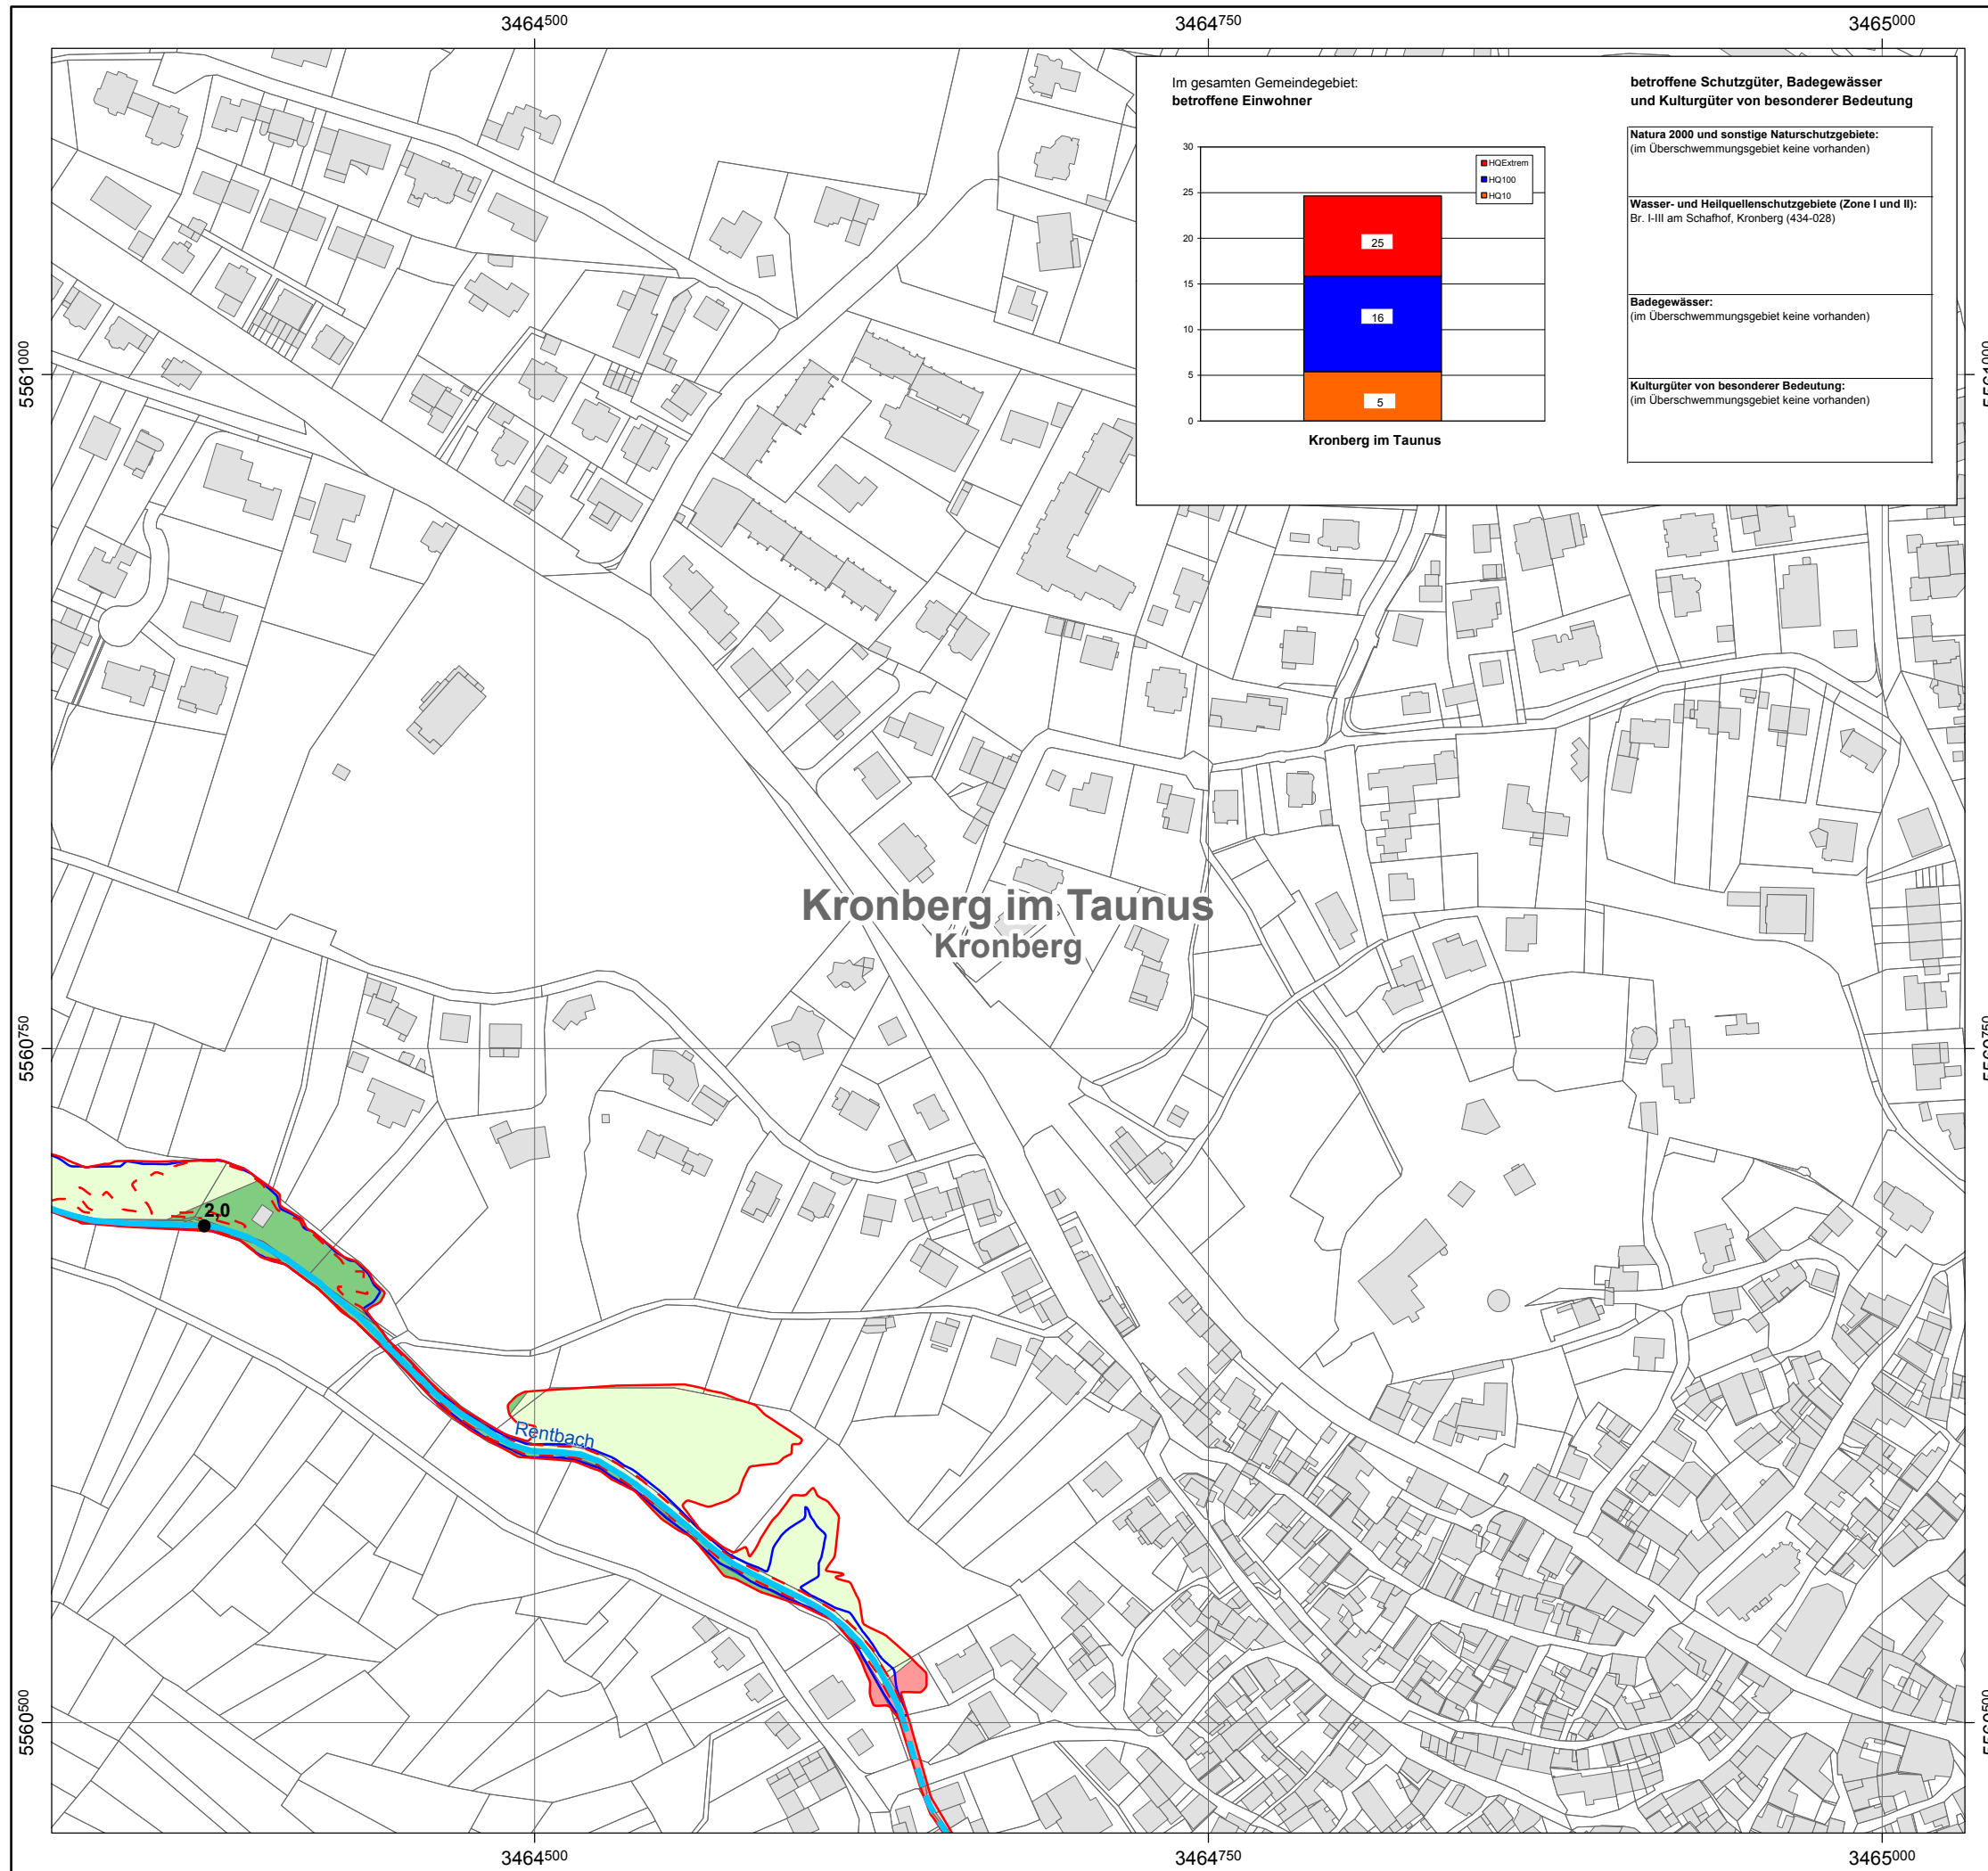 3464500
3464750
3465000
Im gesamten Gemeindegebiet:
betroffene Einwohner
30
25
20
15
10
5
0
HQExtrem
HQ100
HQ10
25
16
5
Kronberg im Taunus
betroffene Schutzgüter, Badegewässer
und Kulturgüter von besonderer Bedeutung
Natura 2000 und sonstige Naturschutzgebiete:
(im Überschwemmungsgebiet keine vorhanden)
Wasser- und Heilquellenschutzgebiete (Zone I und II):
Br. I-III am Schafhof, Kronberg (434-028)
Badegewässer:
(im Überschwemmungsgebiet keine vorhanden)
Kulturgüter von besonderer Bedeutung:
(im Überschwemmungsgebiet keine vorhanden)
5561000
5561000
Kronberg im Taunus
Kronberg
5560750
5560750
2,0
Rentbach
5560500
5560500
3464500
3464750
3465000